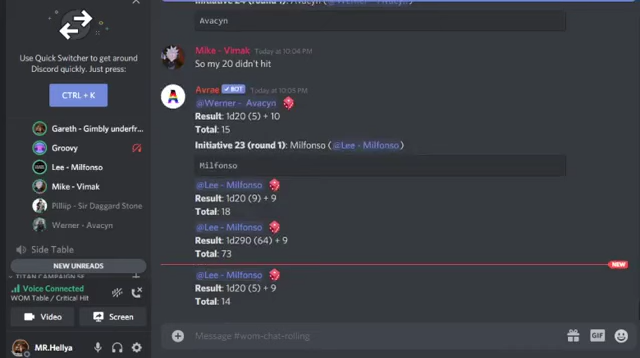 Use Quick Switcher to get around
Discord quickly. Just press:
CTRL + K
Gareth - Gimbly underfr...
Groovy
Lee - Milfonso
Mike - Vimak
Pilliip - Sir Daggard Stone
Werner - Avacyn
Side Table
NEW UNREADS
Voice Connected
WOM Table / Critical Hit
Video
Screen
MR.Hellya
Avacyn
Mike - Vimak Today at 10:04 PM
So my 20 didn't hit
Avrae ✓BOT Today at 10:05 PM
@Werner - Avacyn
Result: 1d20 (5) + 10
Total: 15
Initiative 23 (round 1): Milfonso (@Lee - Milfonso)
Milfonso
@Lee - Milfonso
Result: 1d20 (9) + 9
Total: 18
@Lee - Milfonso
Result: 1d290 (64) + 9
Total: 73
NEW
@Lee - Milfonso
Result: 1d20 (5) + 9
Total: 14
Message #wom-chat-rolling
GIF